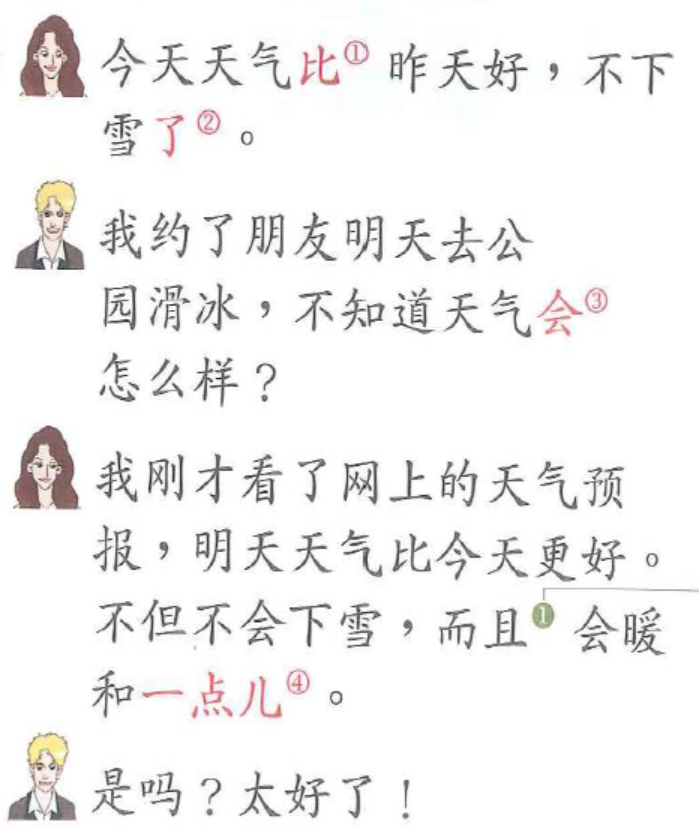 今天天气比① 昨天好，不下
雪了②。
我约了朋友明天去公
园滑冰，不知道天气会③
怎么样？
我刚才看了网上的天气预
报，明天天气比今天更好。
不但不会下雪，而且❶ 会暖
和一点儿④。
是吗？太好了！